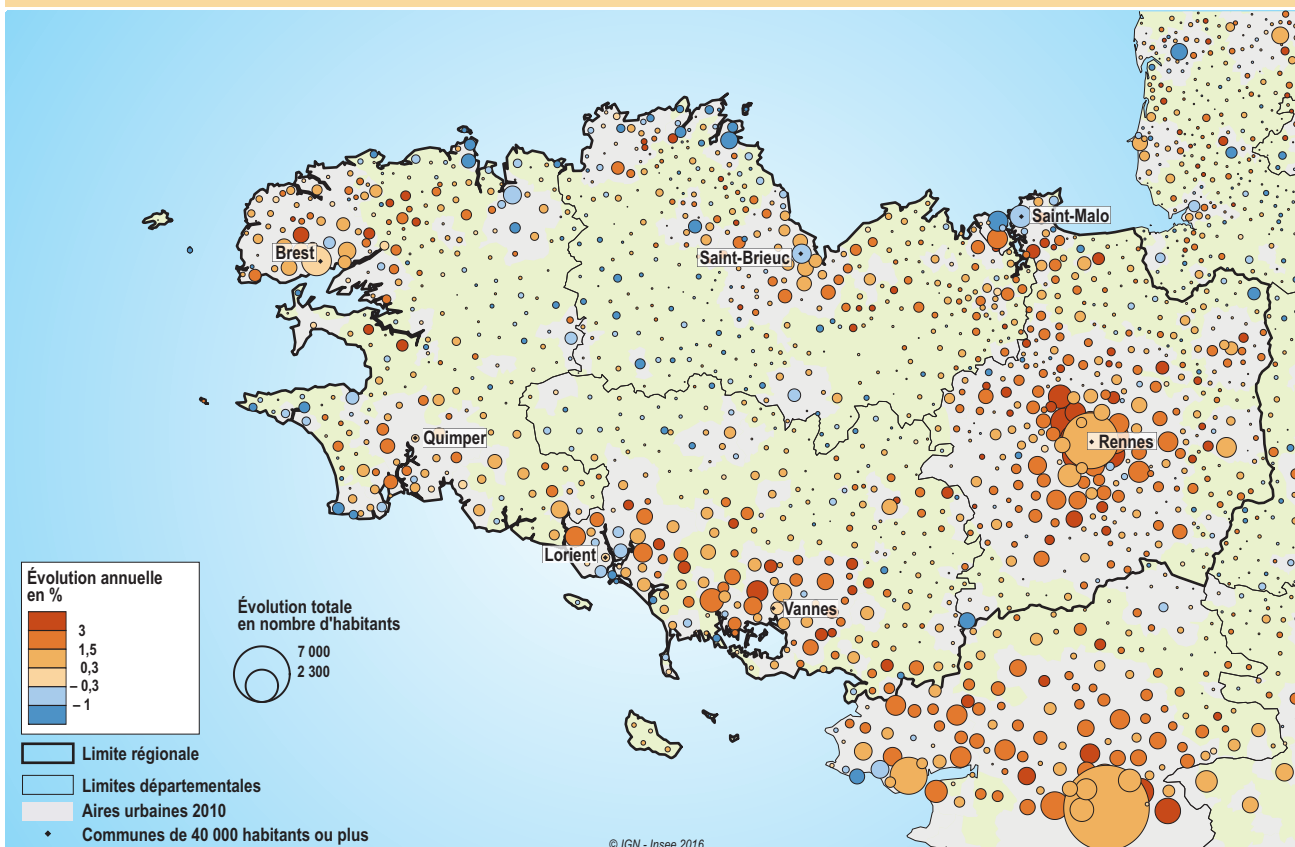 Saint-Malo
Brest
Saint-Brieuc
Quimper
Rennes
Lorient
Vannes
Évolution annuelle
en %
3
1,5
0,3
– 0,3
– 1
Évolution totale
en nombre d'habitants
7 000
2 300
Limite régionale
Limites départementales
Aires urbaines 2010
Communes de 40 000 habitants ou plus
© IGN - Insee 2016